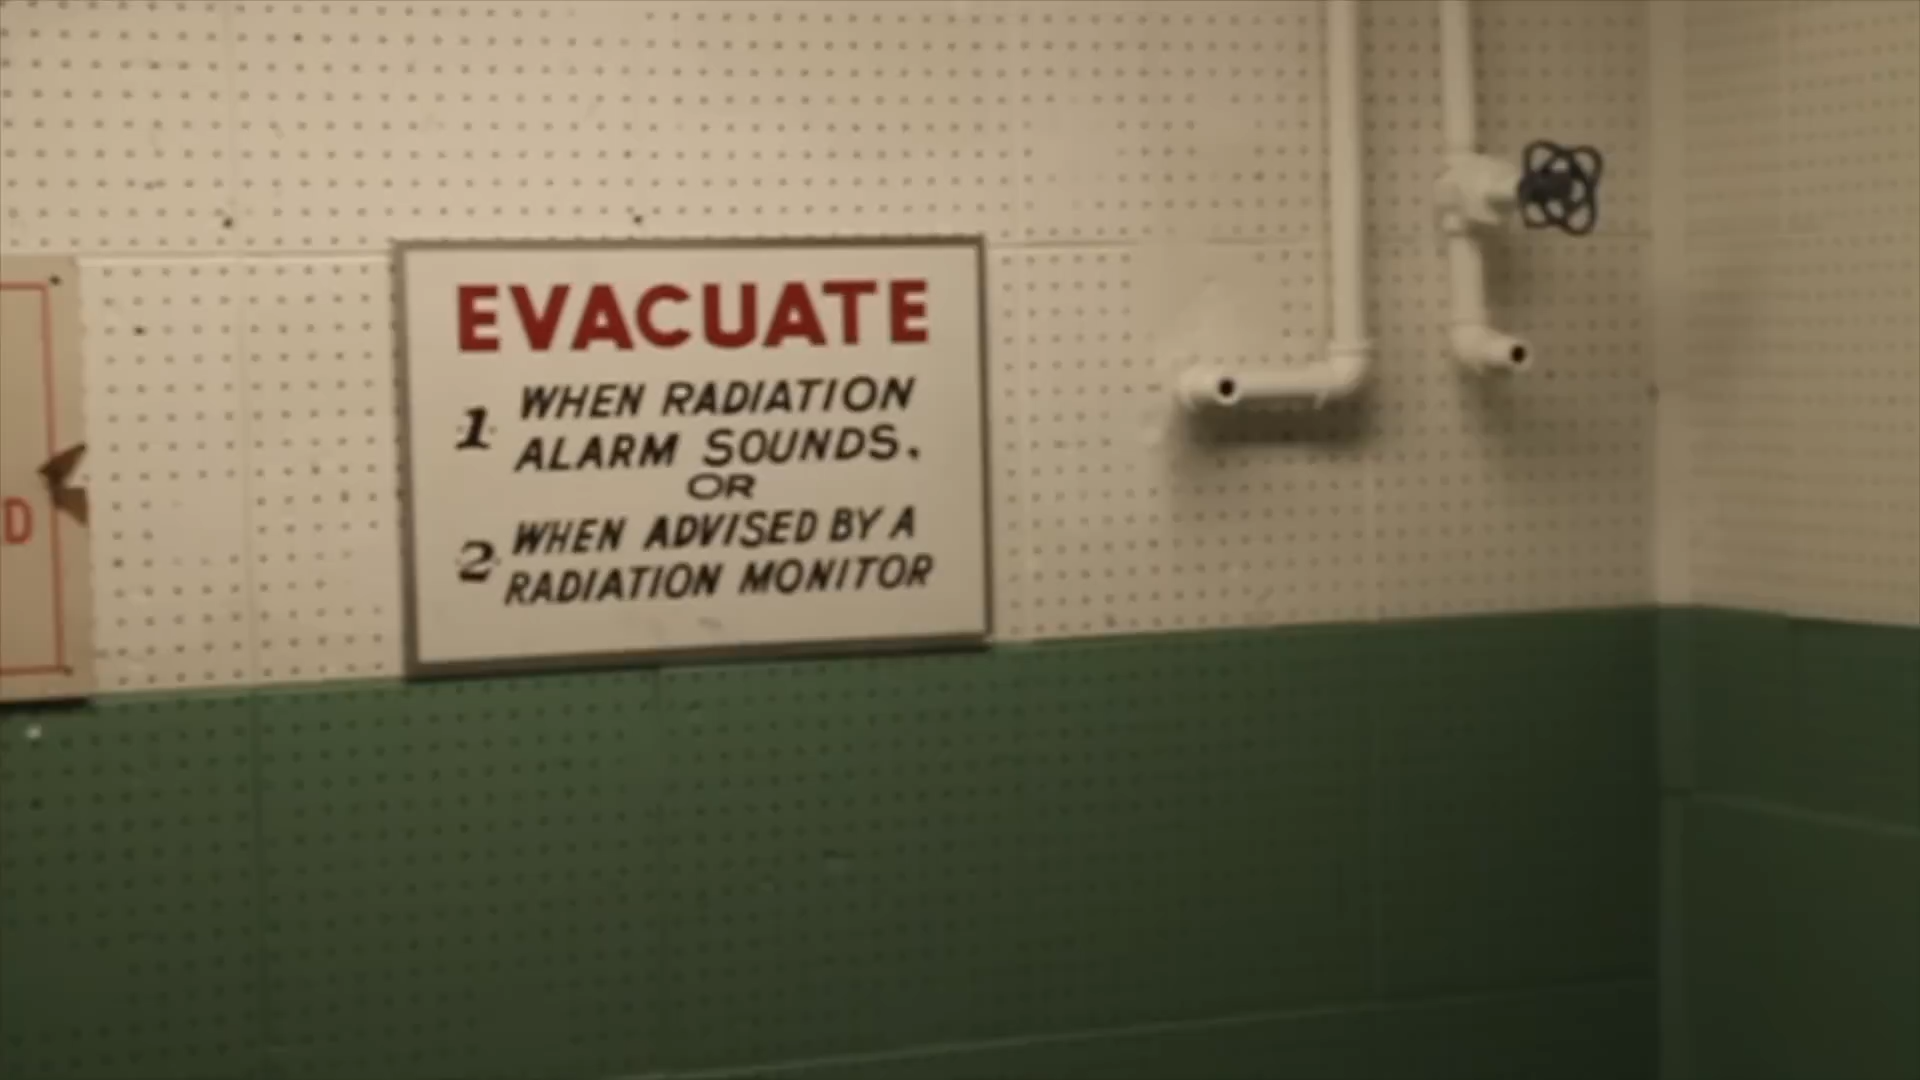 EVACUATE
1 WHEN RADIATION
ALARM SOUNDS.
OR
2 WHEN ADVISED BY A
RADIATION MONITOR
D